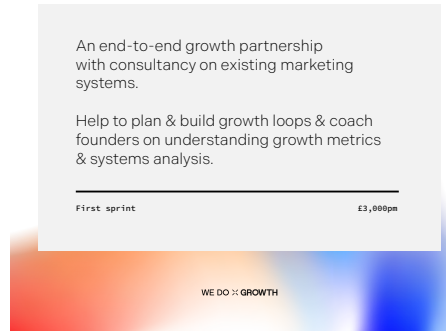 An end-to-end growth partnership
with consultancy on existing marketing
systems.
Help to plan & build growth loops & coach
founders on understanding growth metrics
& systems analysis.
First sprint £3,000pm
WE DO GROWTH